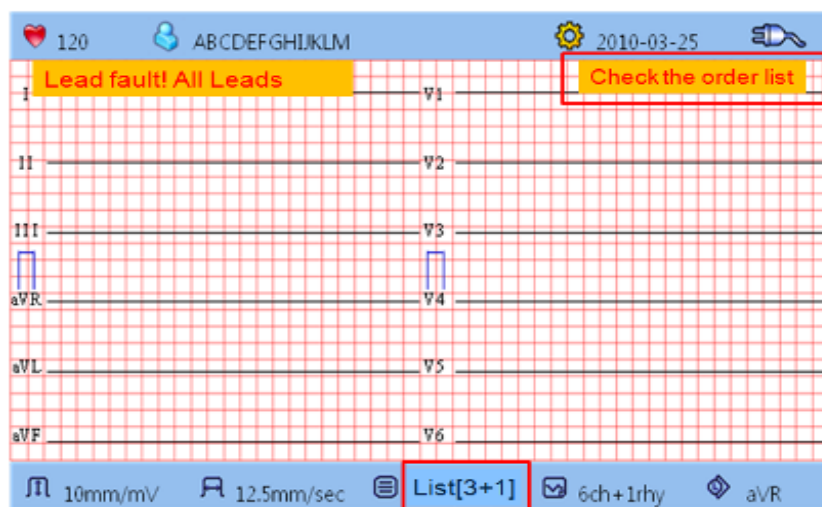 120 ABCDEFGHIJKLM 2010-03-25
Lead fault! All Leads Check the order list
I V1
II V2
III V3
aVR V4
aVL V5
aVF V6
10mm/mV 12.5mm/sec List[3+1] 6ch+1rhy aVR